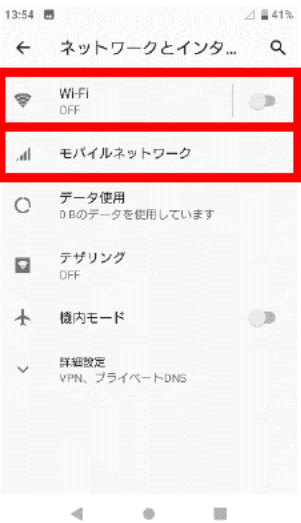 13:54
41%
ネットワークとインタ...
Wi-Fi
OFF
モバイルネットワーク
データ使用
0 Bのデータを使用しています
テザリング
OFF
機内モード
詳細設定
VPN、プライベートDNS